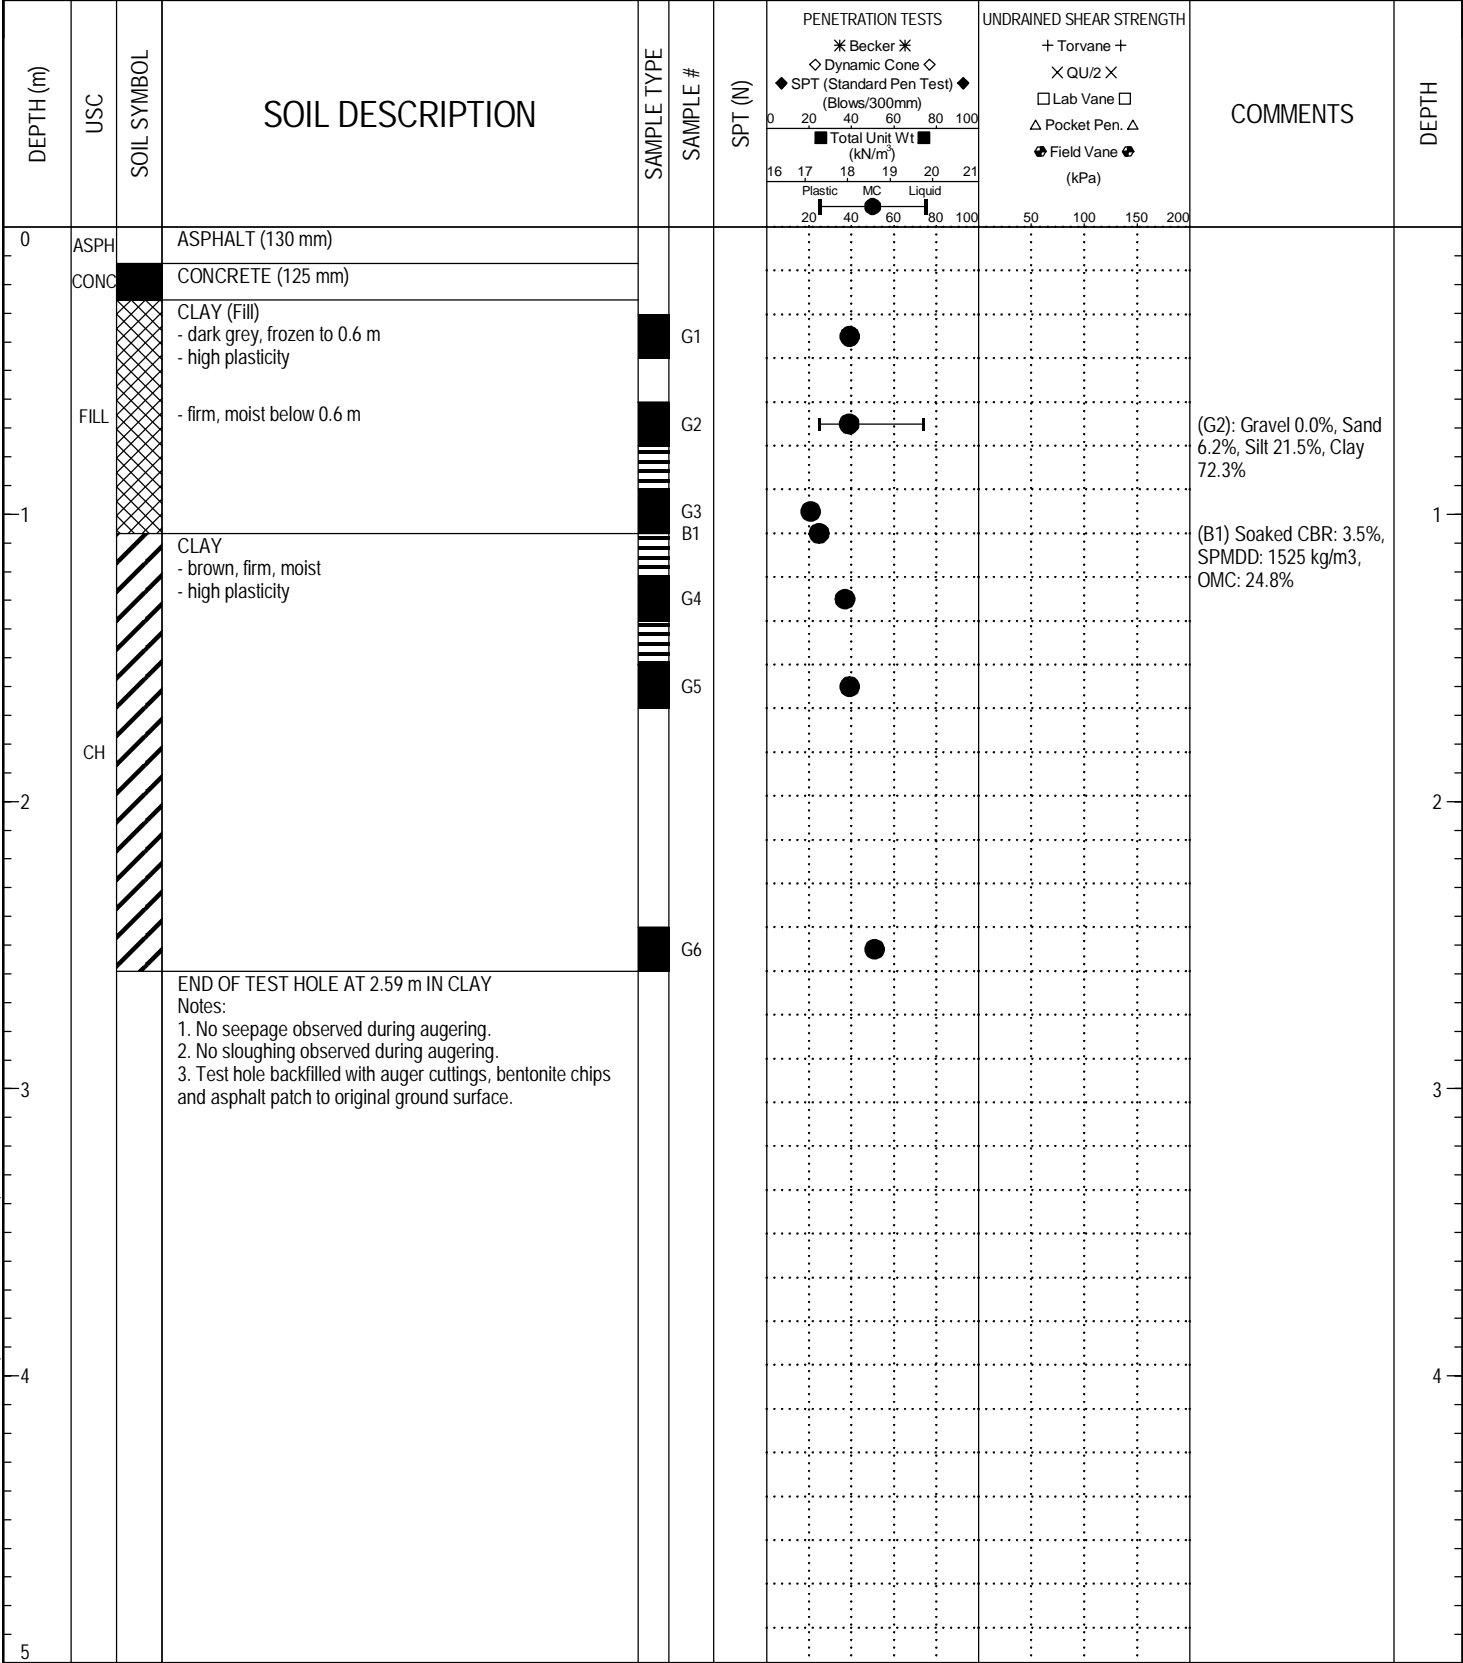 DEPTH (m)
USC
SOIL SYMBOL
SOIL DESCRIPTION
SAMPLE TYPE
SAMPLE #
SPT (N)
PENETRATION TESTS
✳ Becker ✳
◇ Dynamic Cone ◇
◆ SPT (Standard Pen Test) ◆
(Blows/300mm)
0 20 40 60 80 100
■ Total Unit Wt ■
(kN/m³)
16 17 18 19 20 21
Plastic MC Liquid
20 40 60 80 100
UNDRAINED SHEAR STRENGTH
+ Torvane +
× QU/2 ×
□ Lab Vane □
△ Pocket Pen. △
Field Vane
(kPa)
50 100 150 200
COMMENTS
DEPTH
0
ASPH
ASPHALT (130 mm)
CONC
CONCRETE (125 mm)
CLAY (Fill)
- dark grey, frozen to 0.6 m
- high plasticity
G1
FILL
- firm, moist below 0.6 m
G2
(G2): Gravel 0.0%, Sand
6.2%, Silt 21.5%, Clay
72.3%
1
G3
1
B1
(B1) Soaked CBR: 3.5%,
SPMDD: 1525 kg/m3,
OMC: 24.8%
CLAY
- brown, firm, moist
- high plasticity
G4
G5
CH
2
2
G6
END OF TEST HOLE AT 2.59 m IN CLAY
Notes:
1. No seepage observed during augering.
2. No sloughing observed during augering.
3. Test hole backfilled with auger cuttings, bentonite chips
and asphalt patch to original ground surface.
3
3
4
4
5